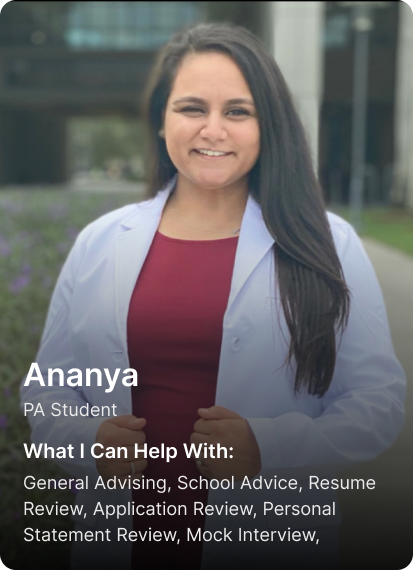 Ananya
PA Student
What I Can Help With:
General Advising, School Advice, Resume
Review, Application Review, Personal
Statement Review, Mock Interview,